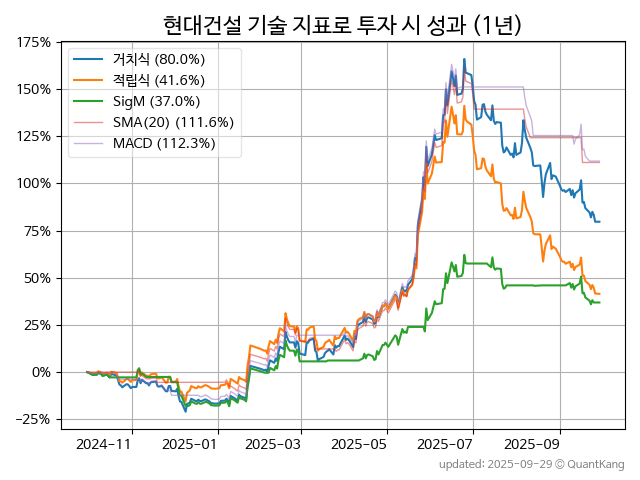 현대건설 기술 지표로 투자 시 성과 (1년)
175%
150%
125%
100%
75%
50%
25%
0%
−25%
거치식 (80.0%)
적립식 (41.6%)
SigM (37.0%)
SMA(20) (111.6%)
MACD (112.3%)
2024-11 2025-01 2025-03 2025-05 2025-07 2025-09
updated: 2025-09-29 © QuantKang